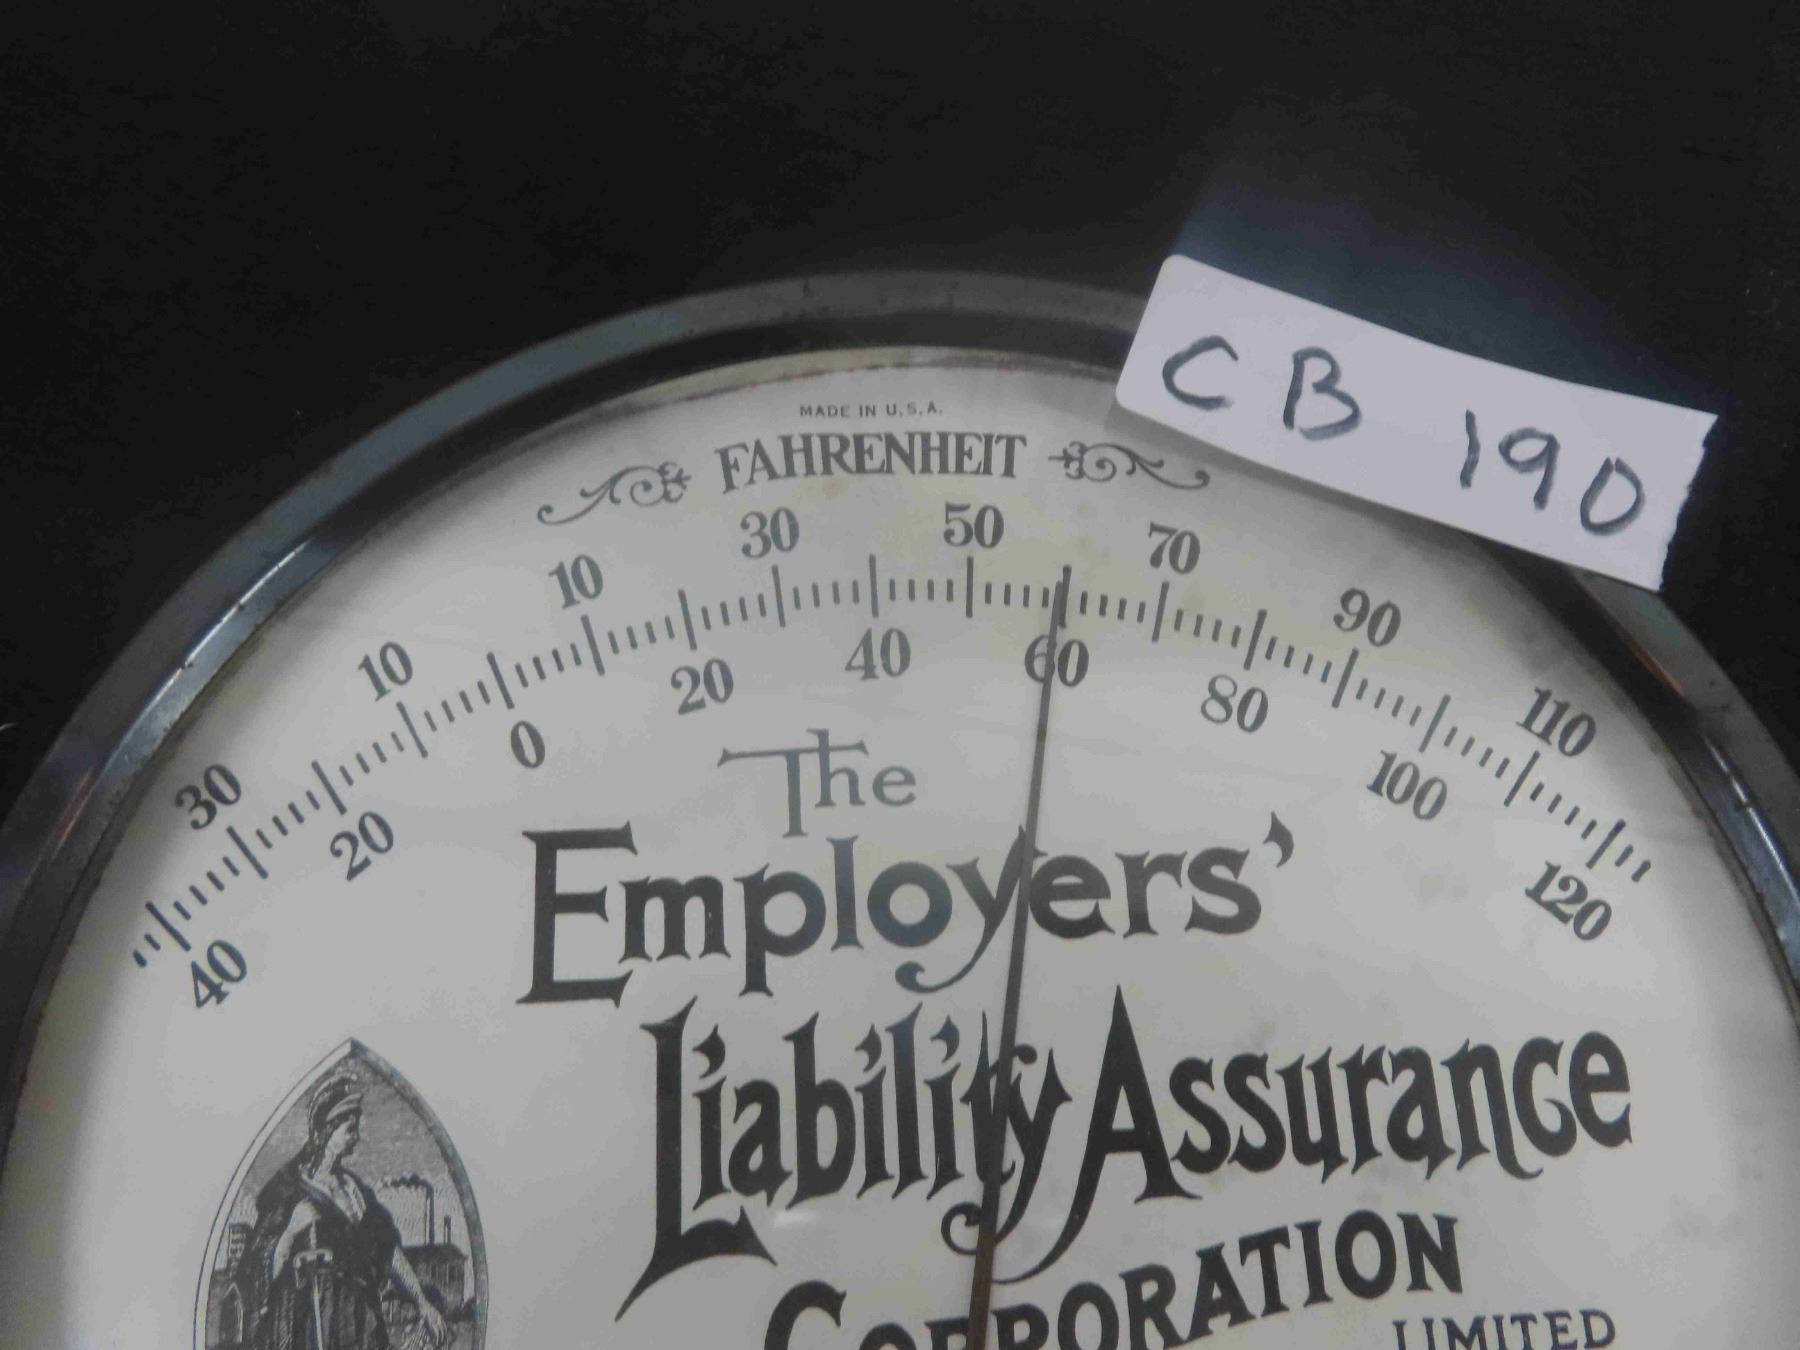 CB 190
MADE IN U.S.A.
FAHRENHEIT
30 10 10 30 50 70 90 110
40 20 0 20 40 60 80 100 120
The
Employers'
Liability Assurance
CORPORATION
LIMITED